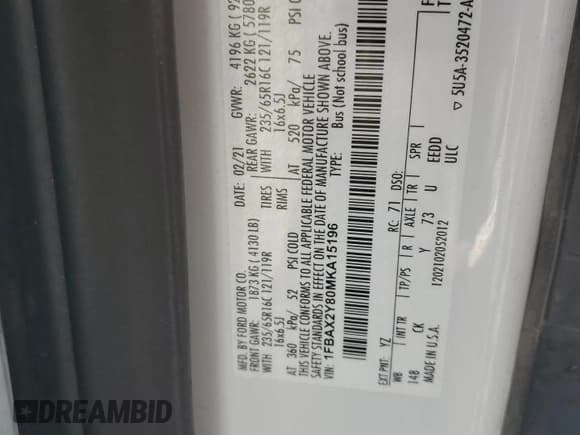 MFD. BY FORD MOTOR CO.
DATE: 02/21 GVWR: 4196 KG (92
FRONT GAWR: 1873 KG ( 4130 LB) REAR GAWR: 2622 KG ( 5780
WITH 235/65R16C 121/119R TIRES WITH 235/65R16C 121/119R
16x6.5J RIMS 16x6.5J
AT 360 kPa/ 52 PSI COLD AT 520 kPa/ 75 PSI C
THIS VEHICLE CONFORMS TO ALL APPLICABLE FEDERAL MOTOR VEHICLE
SAFETY STANDARDS IN EFFECT ON THE DATE OF MANUFACTURE SHOWN ABOVE.
VIN: 1FBAX2Y80MKA15196 TYPE: Bus (Not school bus)
EXT PNT: YZ RC: 71 DSO:
WB INT TR TP/PS R AXLE TR SPR
148 CK Y 73 U EEDD
MADE IN U.S.A. 1202102052012 ULC
▽ 5U5A-3520472-A
DREAMBID